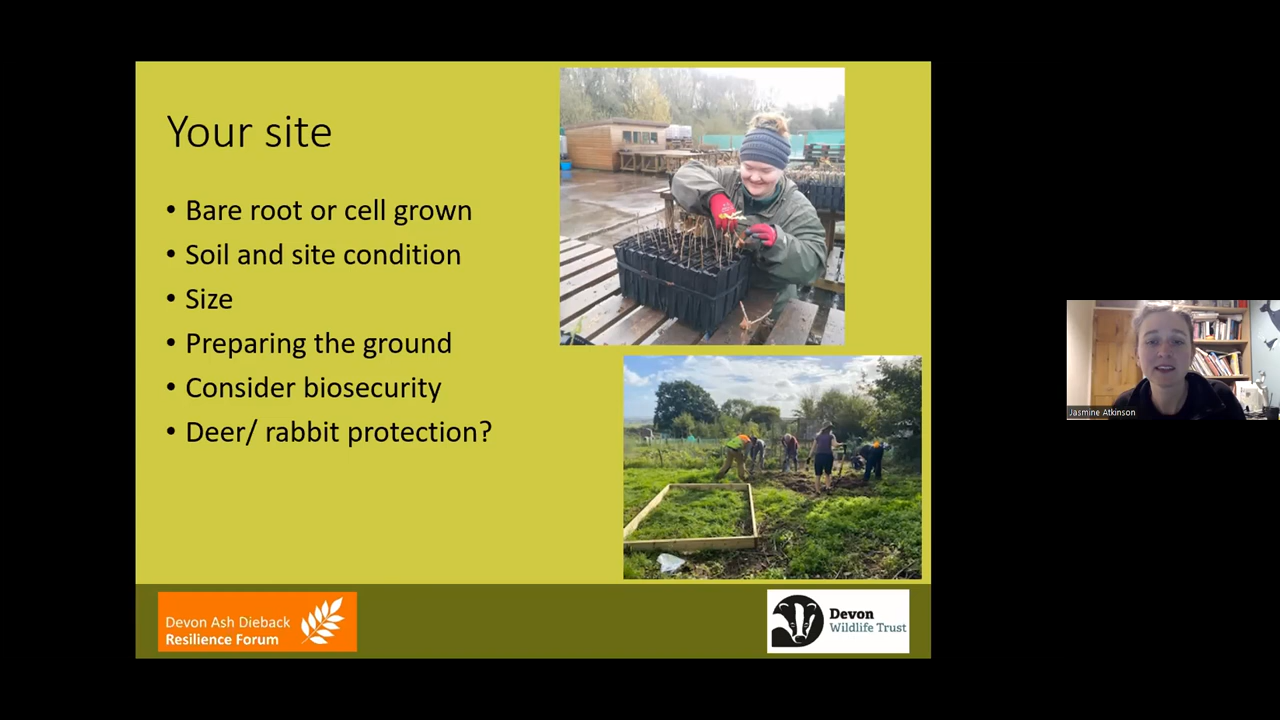 Your site
• Bare root or cell grown
• Soil and site condition
• Size
• Preparing the ground
• Consider biosecurity
• Deer/ rabbit protection?
Jasmine Atkinson
Devon Ash Dieback
Resilience Forum
Devon
Wildlife Trust